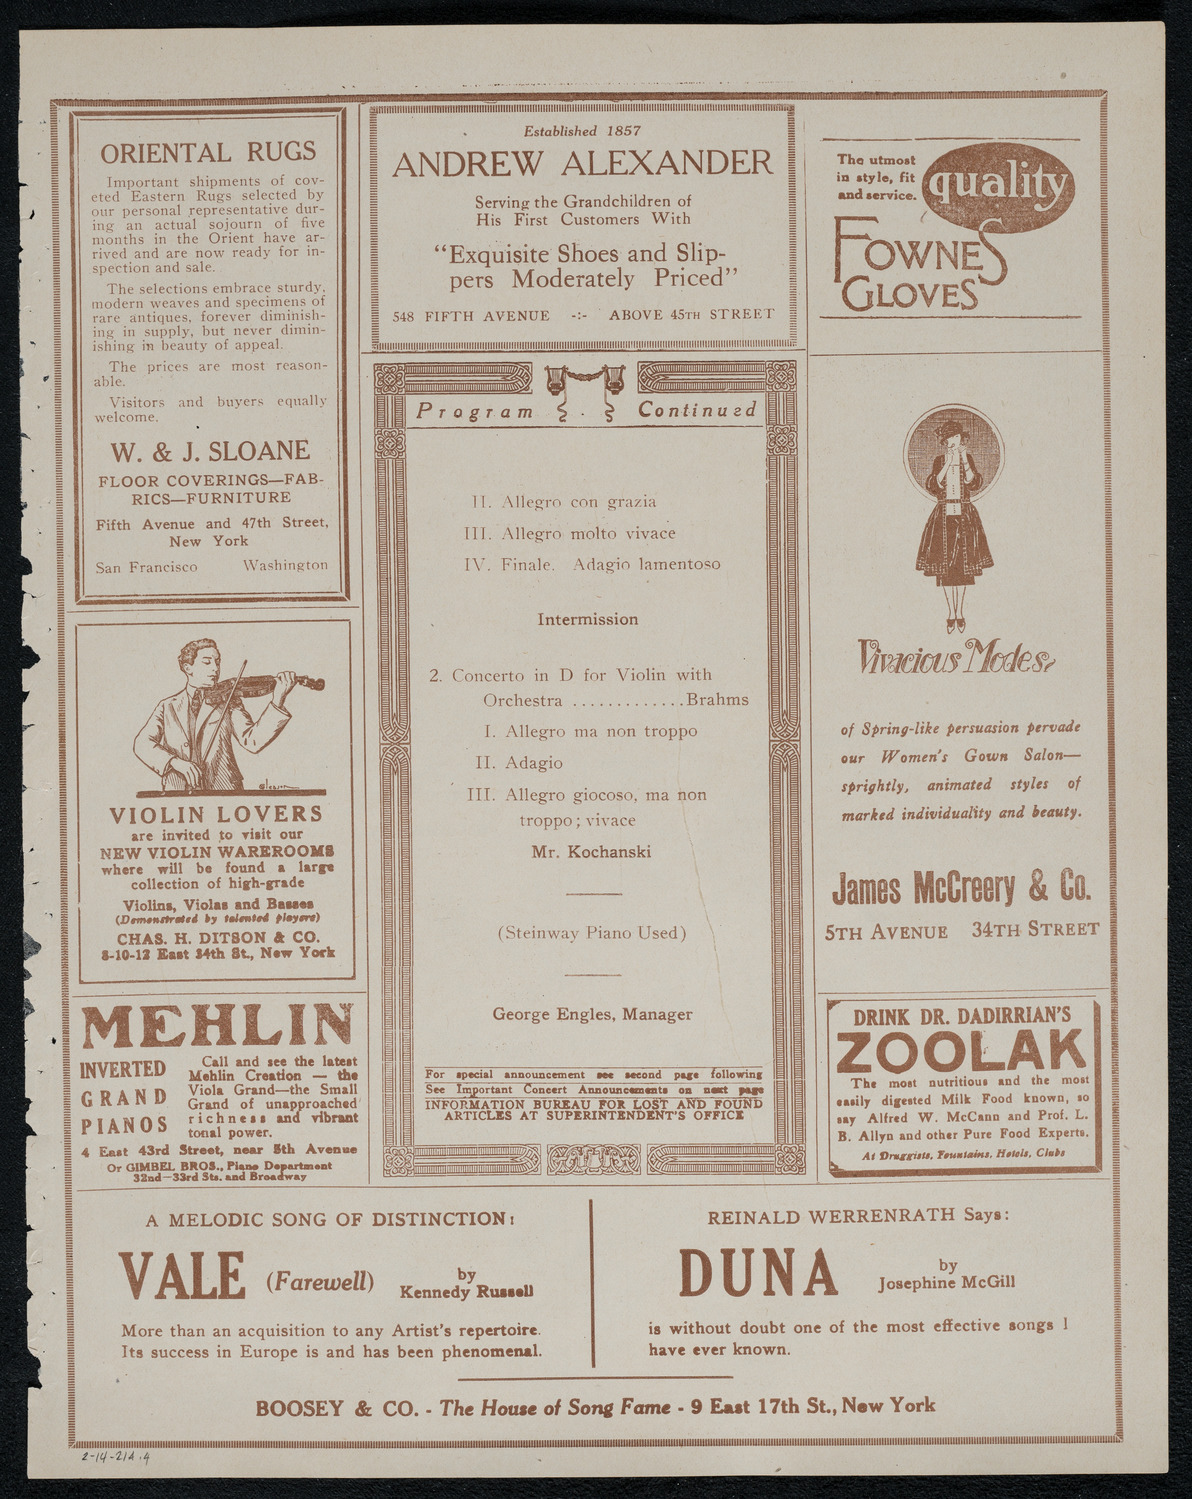 ORIENTAL RUGS
Important shipments of cov-
eted Eastern Rugs selected by
our personal representative dur-
ing an actual sojourn of five
months in the Orient have ar-
rived and are now ready for in-
spection and sale.
The selections embrace sturdy,
modern weaves and specimens of
rare antiques, forever diminish-
ing in supply, but never dimin-
ishing in beauty of appeal.
The prices are most reason-
able.
Visitors and buyers equally
welcome.
W. & J. SLOANE
FLOOR COVERINGS—FAB-
RICS—FURNITURE
Fifth Avenue and 47th Street,
New York
San Francisco Washington
Gleason
VIOLIN LOVERS
are invited to visit our
NEW VIOLIN WAREROOMS
where will be found a large
collection of high-grade
Violins, Violas and Basses
(Demonstrated by talented players)
CHAS. H. DITSON & CO.
8-10-12 East 34th St., New York
MEHLIN
INVERTED
GRAND
PIANOS
Call and see the latest
Mehlin Creation — the
Viola Grand—the Small
Grand of unapproached
richness and vibrant
tonal power.
4 East 43rd Street, near 5th Avenue
Or GIMBEL BROS., Piano Department
32nd—33rd Sts. and Broadway
Established 1857
ANDREW ALEXANDER
Serving the Grandchildren of
His First Customers With
"Exquisite Shoes and Slip-
pers Moderately Priced"
548 FIFTH AVENUE -:- ABOVE 45TH STREET
Program Continued
II. Allegro con grazia
III. Allegro molto vivace
IV. Finale. Adagio lamentoso
Intermission
2. Concerto in D for Violin with
Orchestra .............Brahms
I. Allegro ma non troppo
II. Adagio
III. Allegro giocoso, ma non
troppo; vivace
Mr. Kochanski
(Steinway Piano Used)
George Engles, Manager
For special announcement see second page following
See Important Concert Announcements on next page
INFORMATION BUREAU FOR LOST AND FOUND
ARTICLES AT SUPERINTENDENT'S OFFICE
The utmost
in style, fit
and service.
quality
FOWNES
GLOVES
Vivacious Modes
of Spring-like persuasion pervade
our Women's Gown Salon—
sprightly, animated styles of
marked individuality and beauty.
James McCreery & Co.
5TH AVENUE 34TH STREET
DRINK DR. DADIRRIAN'S
ZOOLAK
The most nutritious and the most
easily digested Milk Food known, so
say Alfred W. McCann and Prof. L.
B. Allyn and other Pure Food Experts.
At Druggists, Fountains, Hotels, Clubs
A MELODIC SONG OF DISTINCTION:
VALE (Farewell) by
Kennedy Russell
More than an acquisition to any Artist's repertoire.
Its success in Europe is and has been phenomenal.
REINALD WERRENRATH Says:
DUNA by
Josephine McGill
is without doubt one of the most effective songs I
have ever known.
BOOSEY & CO. - The House of Song Fame - 9 East 17th St., New York
2-14-21A.4